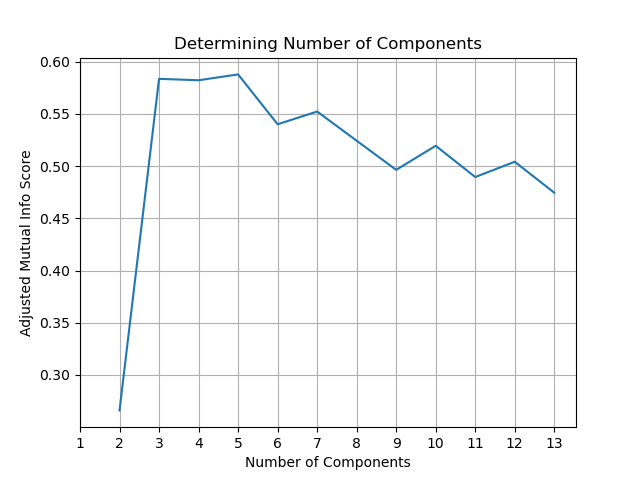 Determining Number of Components
Adjusted Mutual Info Score
0.60
0.55
0.50
0.45
0.40
0.35
0.30
1 2 3 4 5 6 7 8 9 10 11 12 13
Number of Components